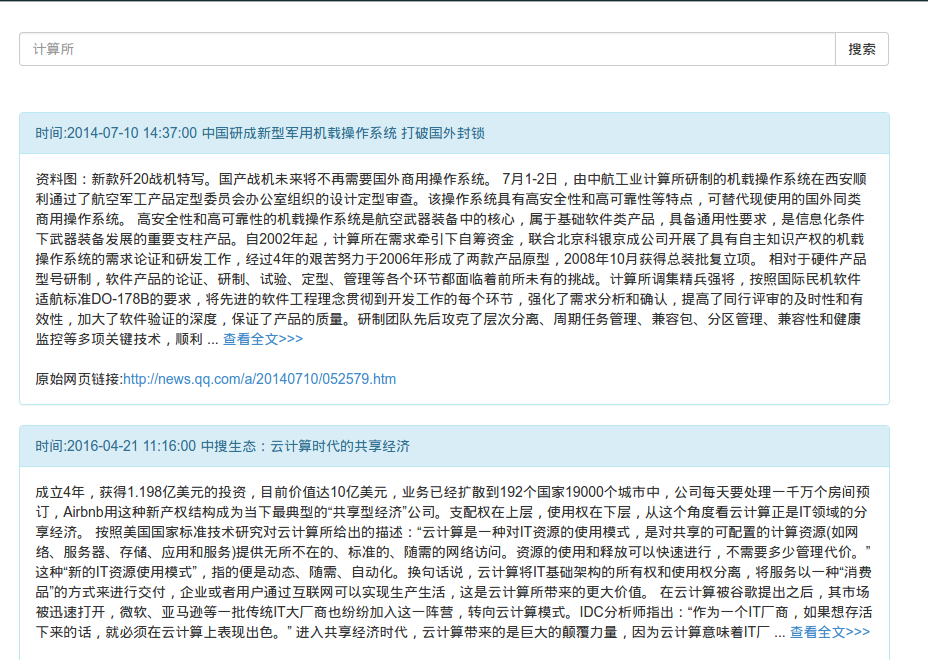 计算所
搜索
时间:2014-07-10 14:37:00 中国研成新型军用机载操作系统 打破国外封锁
资料图：新款歼20战机特写。国产战机未来将不再需要国外商用操作系统。 7月1-2日，由中航工业计算所研制的机载操作系统在西安顺
利通过了航空军工产品定型委员会办公室组织的设计定型审查。该操作系统具有高安全性和高可靠性等特点，可替代现使用的国外同类
商用操作系统。 高安全性和高可靠性的机载操作系统是航空武器装备中的核心，属于基础软件类产品，具备通用性要求，是信息化条件
下武器装备发展的重要支柱产品。自2002年起，计算所在需求牵引下自筹资金，联合北京科银京成公司开展了具有自主知识产权的机载
操作系统的需求论证和研发工作，经过4年的艰苦努力于2006年形成了两款产品原型，2008年10月获得总装批复立项。 相对于硬件产品
型号研制，软件产品的论证、研制、试验、定型、管理等各个环节都面临着前所未有的挑战。计算所调集精兵强将，按照国际民机软件
适航标准DO-178B的要求，将先进的软件工程理念贯彻到开发工作的每个环节，强化了需求分析和确认，提高了同行评审的及时性和有
效性，加大了软件验证的深度，保证了产品的质量。研制团队先后攻克了层次分离、周期任务管理、兼容包、分区管理、兼容性和健康
监控等多项关键技术，顺利 ... 查看全文>>>
原始网页链接:http://news.qq.com/a/20140710/052579.htm
时间:2016-04-21 11:16:00 中搜生态：云计算时代的共享经济
成立4年，获得1.198亿美元的投资，目前价值达10亿美元，业务已经扩散到192个国家19000个城市中，公司每天要处理一千万个房间预
订，Airbnb用这种新产权结构成为当下最典型的“共享型经济”公司。支配权在上层，使用权在下层，从这个角度看云计算正是IT领域的分
享经济。 按照美国国家标准技术研究对云计算所给出的描述：“云计算是一种对IT资源的使用模式，是对共享的可配置的计算资源(如网
络、服务器、存储、应用和服务)提供无所不在的、标准的、随需的网络访问。资源的使用和释放可以快速进行，不需要多少管理代价。”
这种“新的IT资源使用模式”，指的便是动态、随需、自动化。换句话说，云计算将IT基础架构的所有权和使用权分离，将服务以一种“消费
品”的方式来进行交付，企业或者用户通过互联网可以实现生产生活，这是云计算所带来的更大价值。 在云计算被谷歌提出之后，其市场
被迅速打开，微软、亚马逊等一批传统IT大厂商也纷纷加入这一阵营，转向云计算模式。IDC分析师指出：“作为一个IT厂商，如果想存活
下来的话，就必须在云计算上表现出色。” 进入共享经济时代，云计算带来的是巨大的颠覆力量，因为云计算意味着IT厂 ... 查看全文>>>